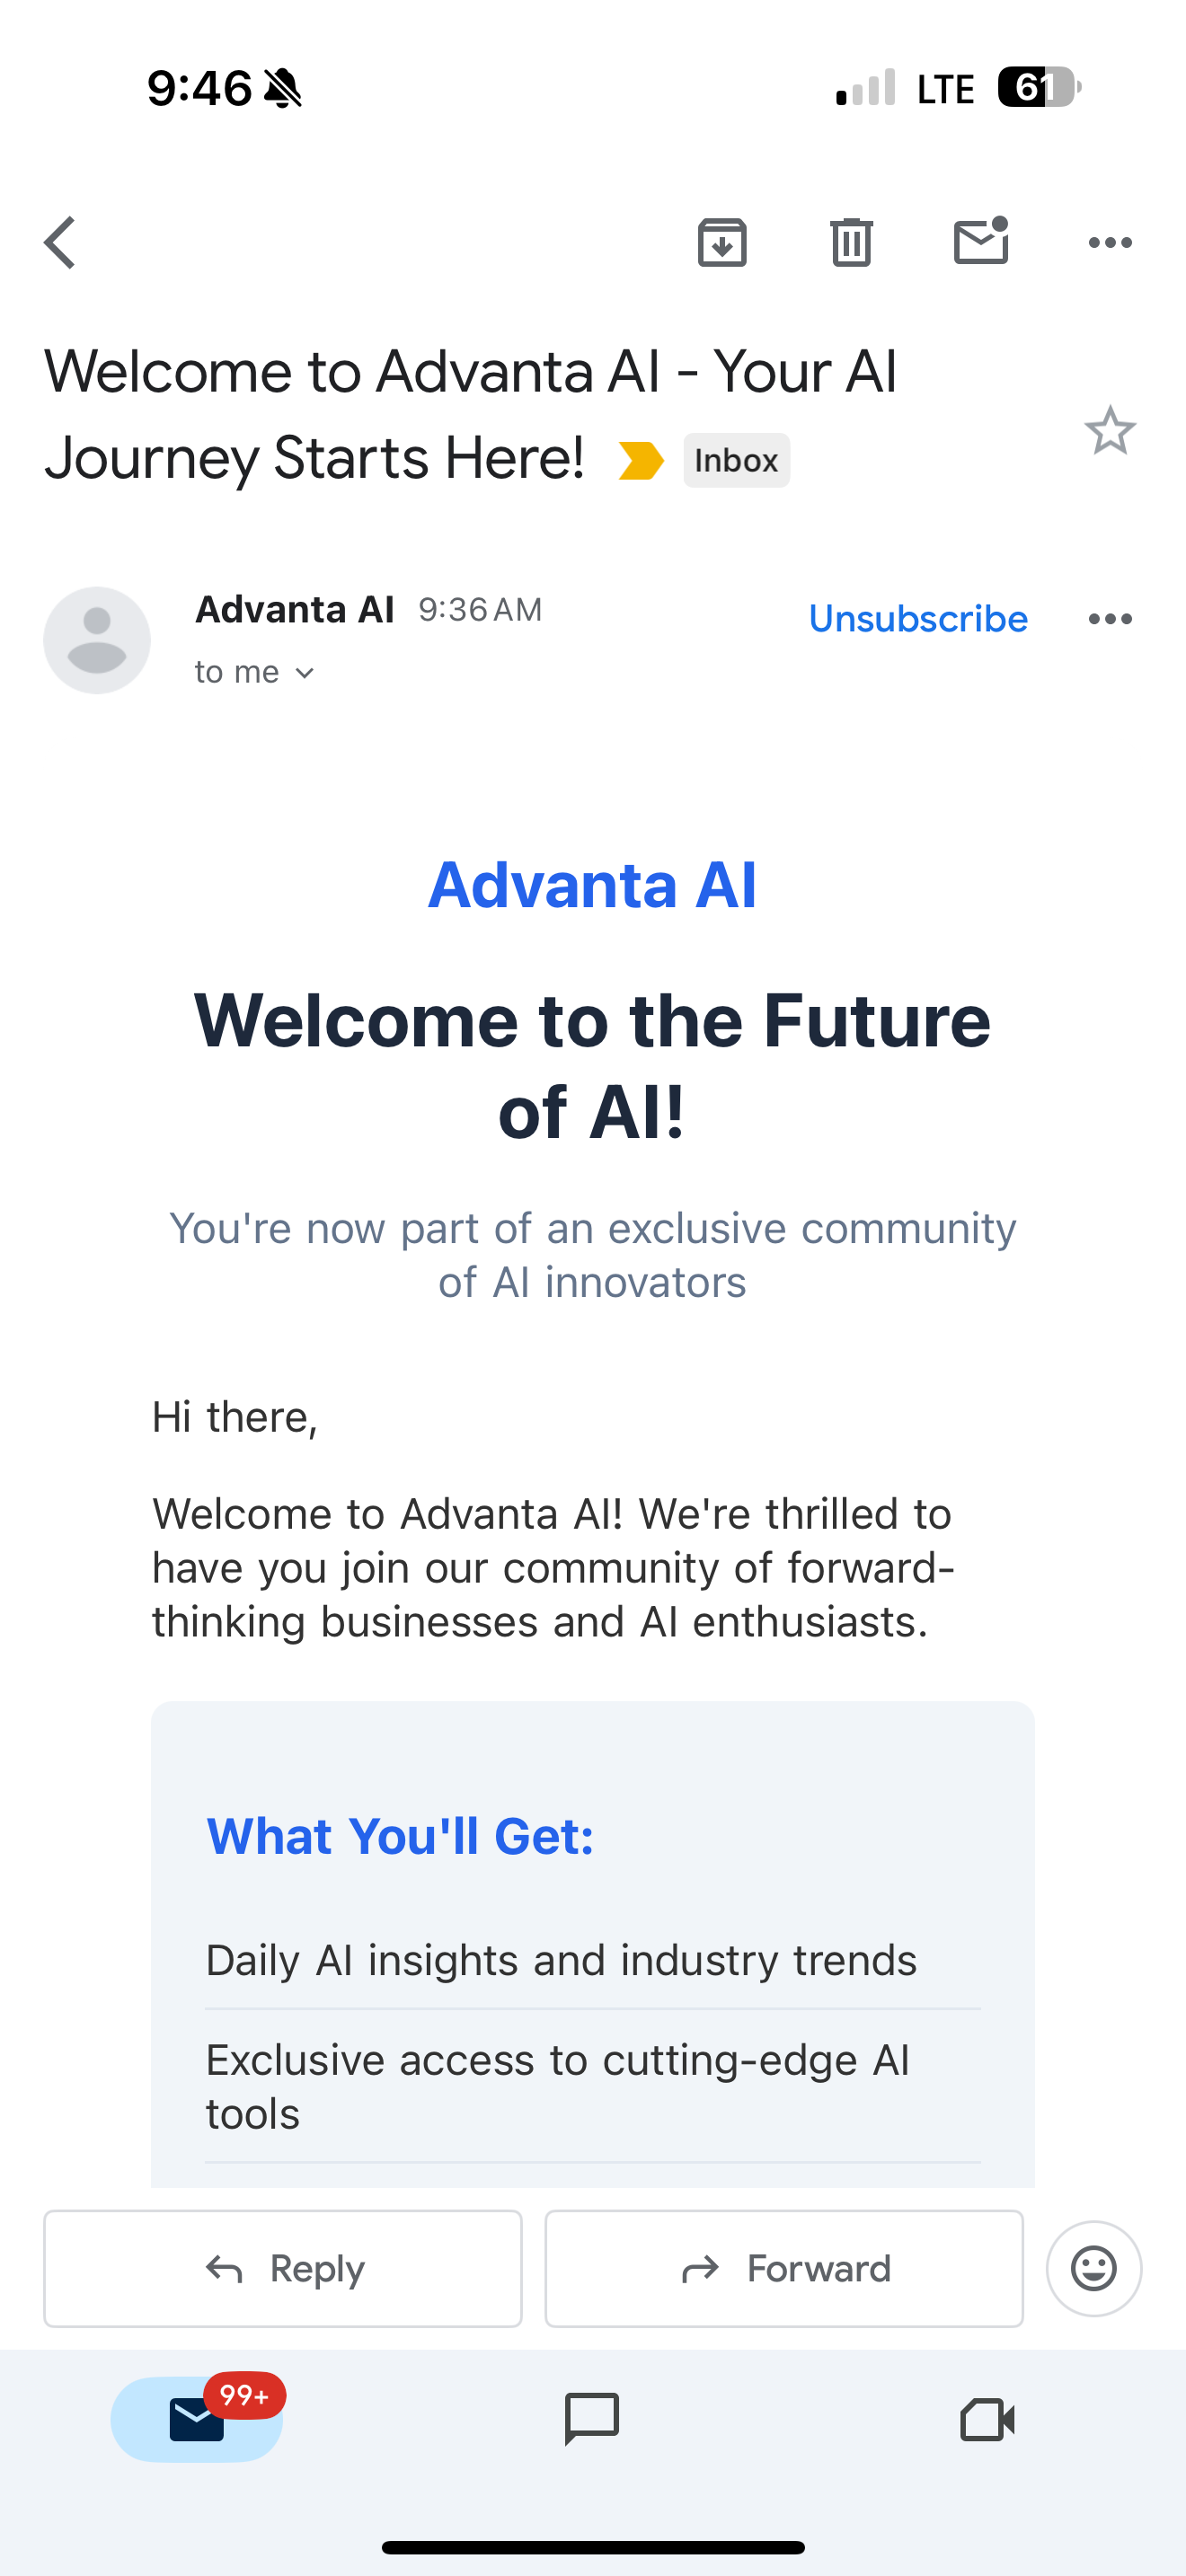 9:46
LTE
61
Welcome to Advanta AI - Your AI
Journey Starts Here!
Inbox
Advanta AI 9:36 AM
Unsubscribe
to me
Advanta AI
Welcome to the Future
of AI!
You're now part of an exclusive community
of AI innovators
Hi there,
Welcome to Advanta AI! We're thrilled to
have you join our community of forward-
thinking businesses and AI enthusiasts.
What You'll Get:
Daily AI insights and industry trends
Exclusive access to cutting-edge AI
tools
Reply
Forward
99+